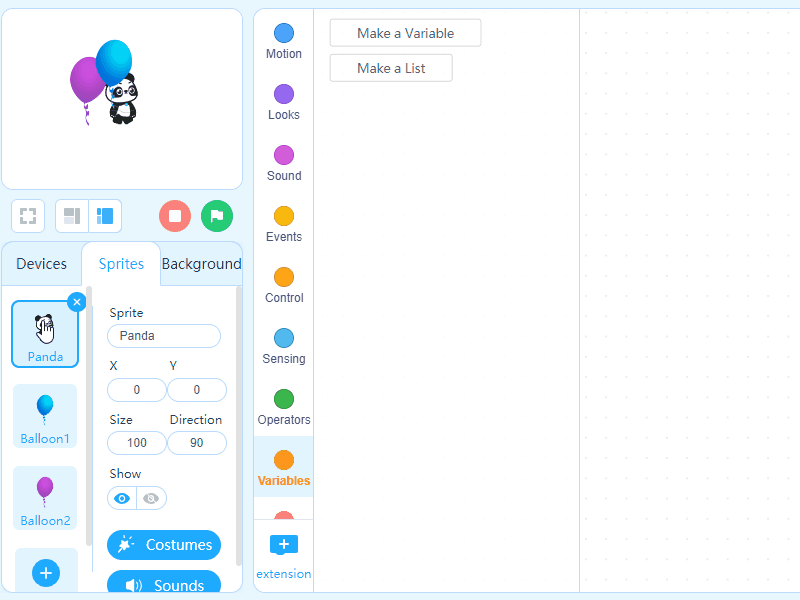 Make a Variable
Make a List
Motion
Looks
Sound
Events
Control
Sensing
Operators
Variables
extension
Devices
Sprites
Background
Panda
Balloon1
Balloon2
Sprite
Panda
X Y
0 0
Size Direction
100 90
Show
Costumes
Sounds